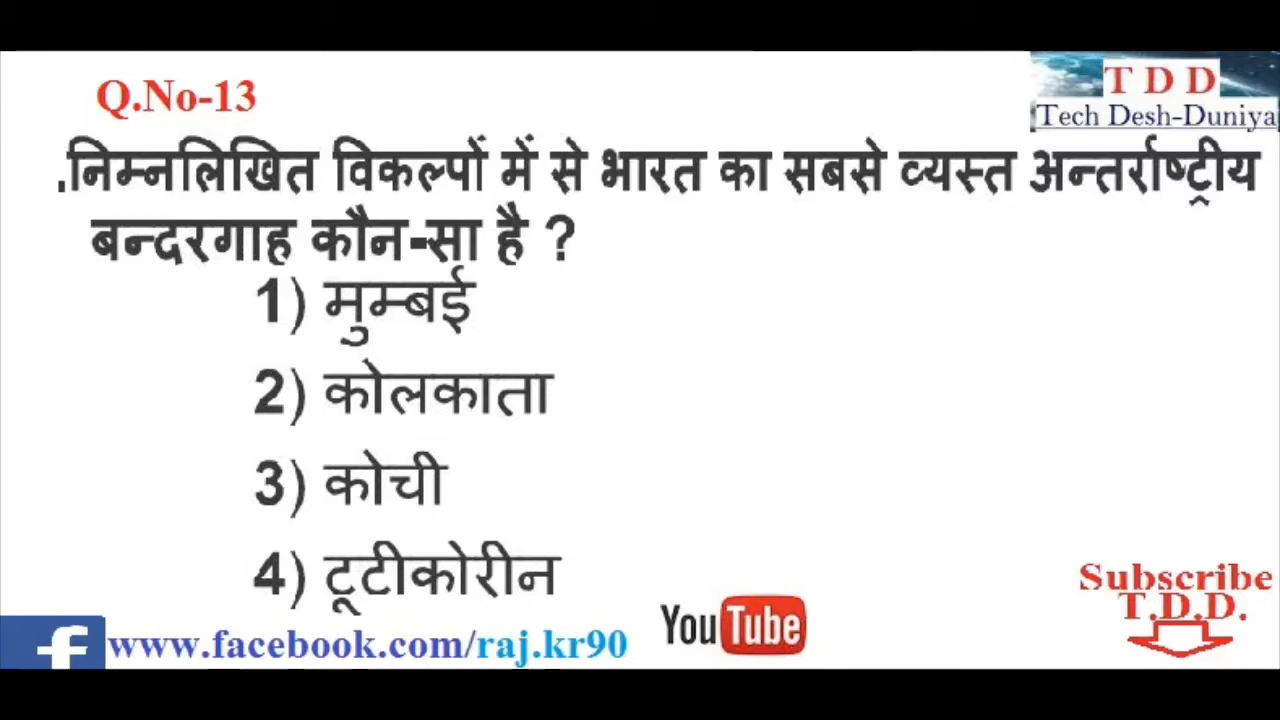 Q.No-13
T D D
Tech Desh-Duniya
.निम्नलिखित विकल्पों में से भारत का सबसे व्यस्त अन्तर्राष्ट्रीय
बन्दरगाह कौन-सा है ?
1) मुम्बई
2) कोलकाता
3) कोची
4) टूटीकोरीन
Subscribe
T.D.D.
f www.facebook.com/raj.kr90
YouTube